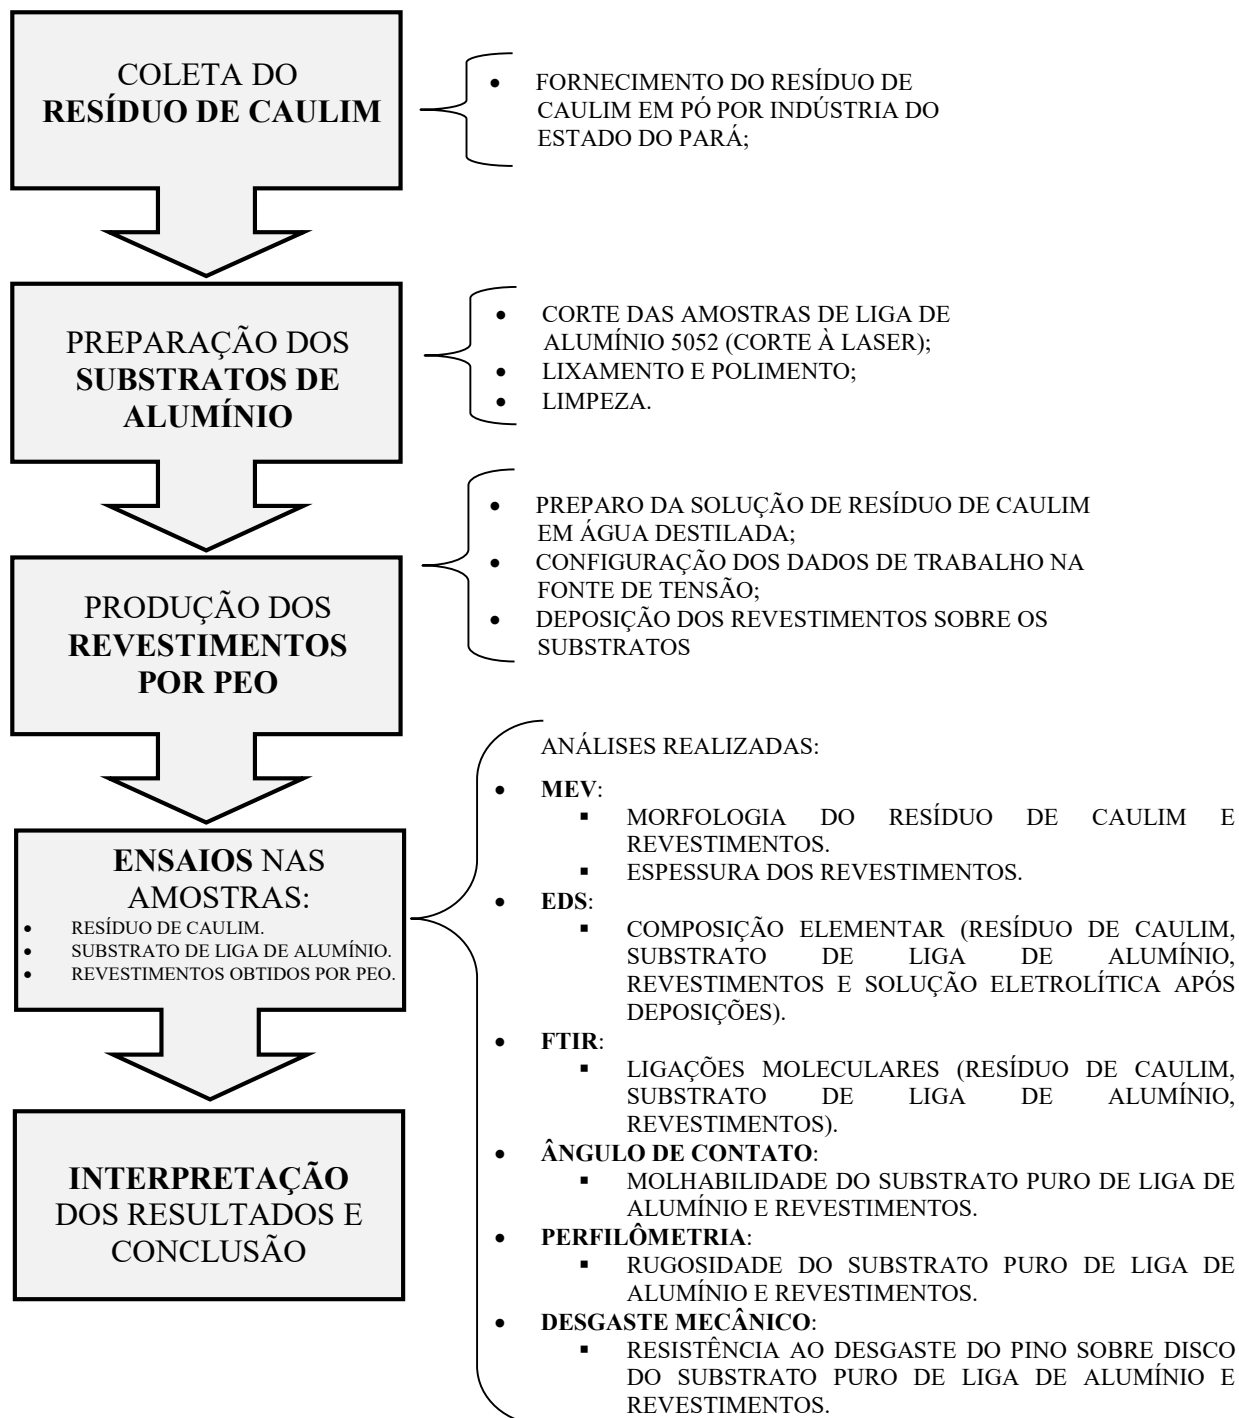 COLETA DO
RESÍDUO DE CAULIM
• FORNECIMENTO DO RESÍDUO DE
CAULIM EM PÓ POR INDÚSTRIA DO
ESTADO DO PARÁ;
PREPARAÇÃO DOS
SUBSTRATOS DE
ALUMÍNIO
• CORTE DAS AMOSTRAS DE LIGA DE
ALUMÍNIO 5052 (CORTE À LASER);
• LIXAMENTO E POLIMENTO;
• LIMPEZA.
PRODUÇÃO DOS
REVESTIMENTOS
POR PEO
• PREPARO DA SOLUÇÃO DE RESÍDUO DE CAULIM
EM ÁGUA DESTILADA;
• CONFIGURAÇÃO DOS DADOS DE TRABALHO NA
FONTE DE TENSÃO;
• DEPOSIÇÃO DOS REVESTIMENTOS SOBRE OS
SUBSTRATOS
ENSAIOS NAS
AMOSTRAS:
• RESÍDUO DE CAULIM.
• SUBSTRATO DE LIGA DE ALUMÍNIO.
• REVESTIMENTOS OBTIDOS POR PEO.
ANÁLISES REALIZADAS:
• MEV:
▪ MORFOLOGIA DO RESÍDUO DE CAULIM E
REVESTIMENTOS.
▪ ESPESSURA DOS REVESTIMENTOS.
• EDS:
▪ COMPOSIÇÃO ELEMENTAR (RESÍDUO DE CAULIM,
SUBSTRATO DE LIGA DE ALUMÍNIO,
REVESTIMENTOS E SOLUÇÃO ELETROLÍTICA APÓS
DEPOSIÇÕES).
• FTIR:
▪ LIGAÇÕES MOLECULARES (RESÍDUO DE CAULIM,
SUBSTRATO DE LIGA DE ALUMÍNIO,
REVESTIMENTOS).
• ÂNGULO DE CONTATO:
▪ MOLHABILIDADE DO SUBSTRATO PURO DE LIGA DE
ALUMÍNIO E REVESTIMENTOS.
• PERFILÔMETRIA:
▪ RUGOSIDADE DO SUBSTRATO PURO DE LIGA DE
ALUMÍNIO E REVESTIMENTOS.
• DESGASTE MECÂNICO:
▪ RESISTÊNCIA AO DESGASTE DO PINO SOBRE DISCO
DO SUBSTRATO PURO DE LIGA DE ALUMÍNIO E
REVESTIMENTOS.
INTERPRETAÇÃO
DOS RESULTADOS E
CONCLUSÃO